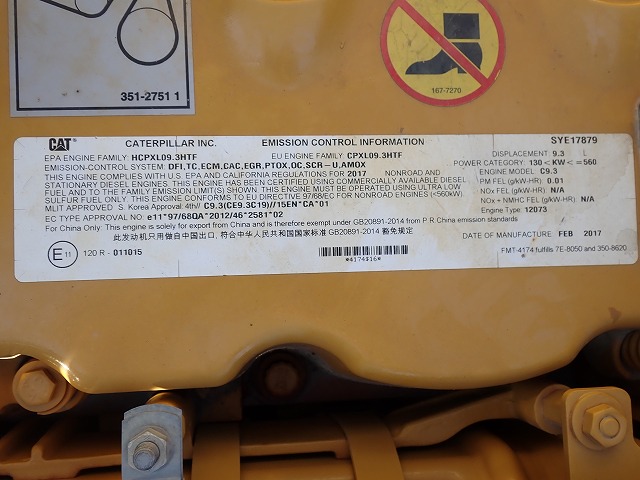 351-2751 1
167-7270
CAT CATERPILLAR INC. EMISSION CONTROL INFORMATION SYE17879
EPA ENGINE FAMILY: HCPXL09.3HTF EU ENGINE FAMILY: CPXL09.3HTF DISPLACEMENT: 9.3 L
EMISSION-CONTROL SYSTEM: DFI,TC,ECM,CAC,EGR,PTOX,OC,SCR-U,AMOX POWER CATEGORY: 130< KW< =560
THIS ENGINE COMPLIES WITH U.S. EPA AND CALIFORNIA REGULATIONS FOR 2017 NONROAD AND ENGINE MODEL: C9.3
STATIONARY DIESEL ENGINES. THIS ENGINE HAS BEEN CERTIFIED USING COMMERCIALLY AVAILABLE DIESEL PM FEL (g/kW-HR) 0.01
FUEL AND TO THE FAMILY EMISSION LIMIT(S) SHOWN. THIS ENGINE MUST BE OPERATED USING ULTRA LOW NOx FEL (g/kW-HR): N/A
SULFUR FUEL ONLY. THIS ENGINE CONFORMS TO EU DIRECTIVE 97/68/EC FOR NONROAD ENGINES (<560kW) NOx + NMHC FEL (g/kW-HR) N/A
MLIT APPROVED S. Korea Approval 4th// C9.3(CE9.3C19)//15EN*CA*01 Engine Type 12073
EC TYPE APPROVAL NO: e11*97/68QA*2012/46*2581*02
For China Only: This engine is solely for export from China and is therefore exempt under GB20891-2014 from P.R.China emission standards
此发动机只用做自中国出口, 符合中华人民共和国国家标准 GB20891-2014 豁免规定 DATE OF MANUFACTURE: FEB 2017
E11 120 R - 011015 *4174$16* FMT-4174 fulfills 7E-8050 and 350-8620